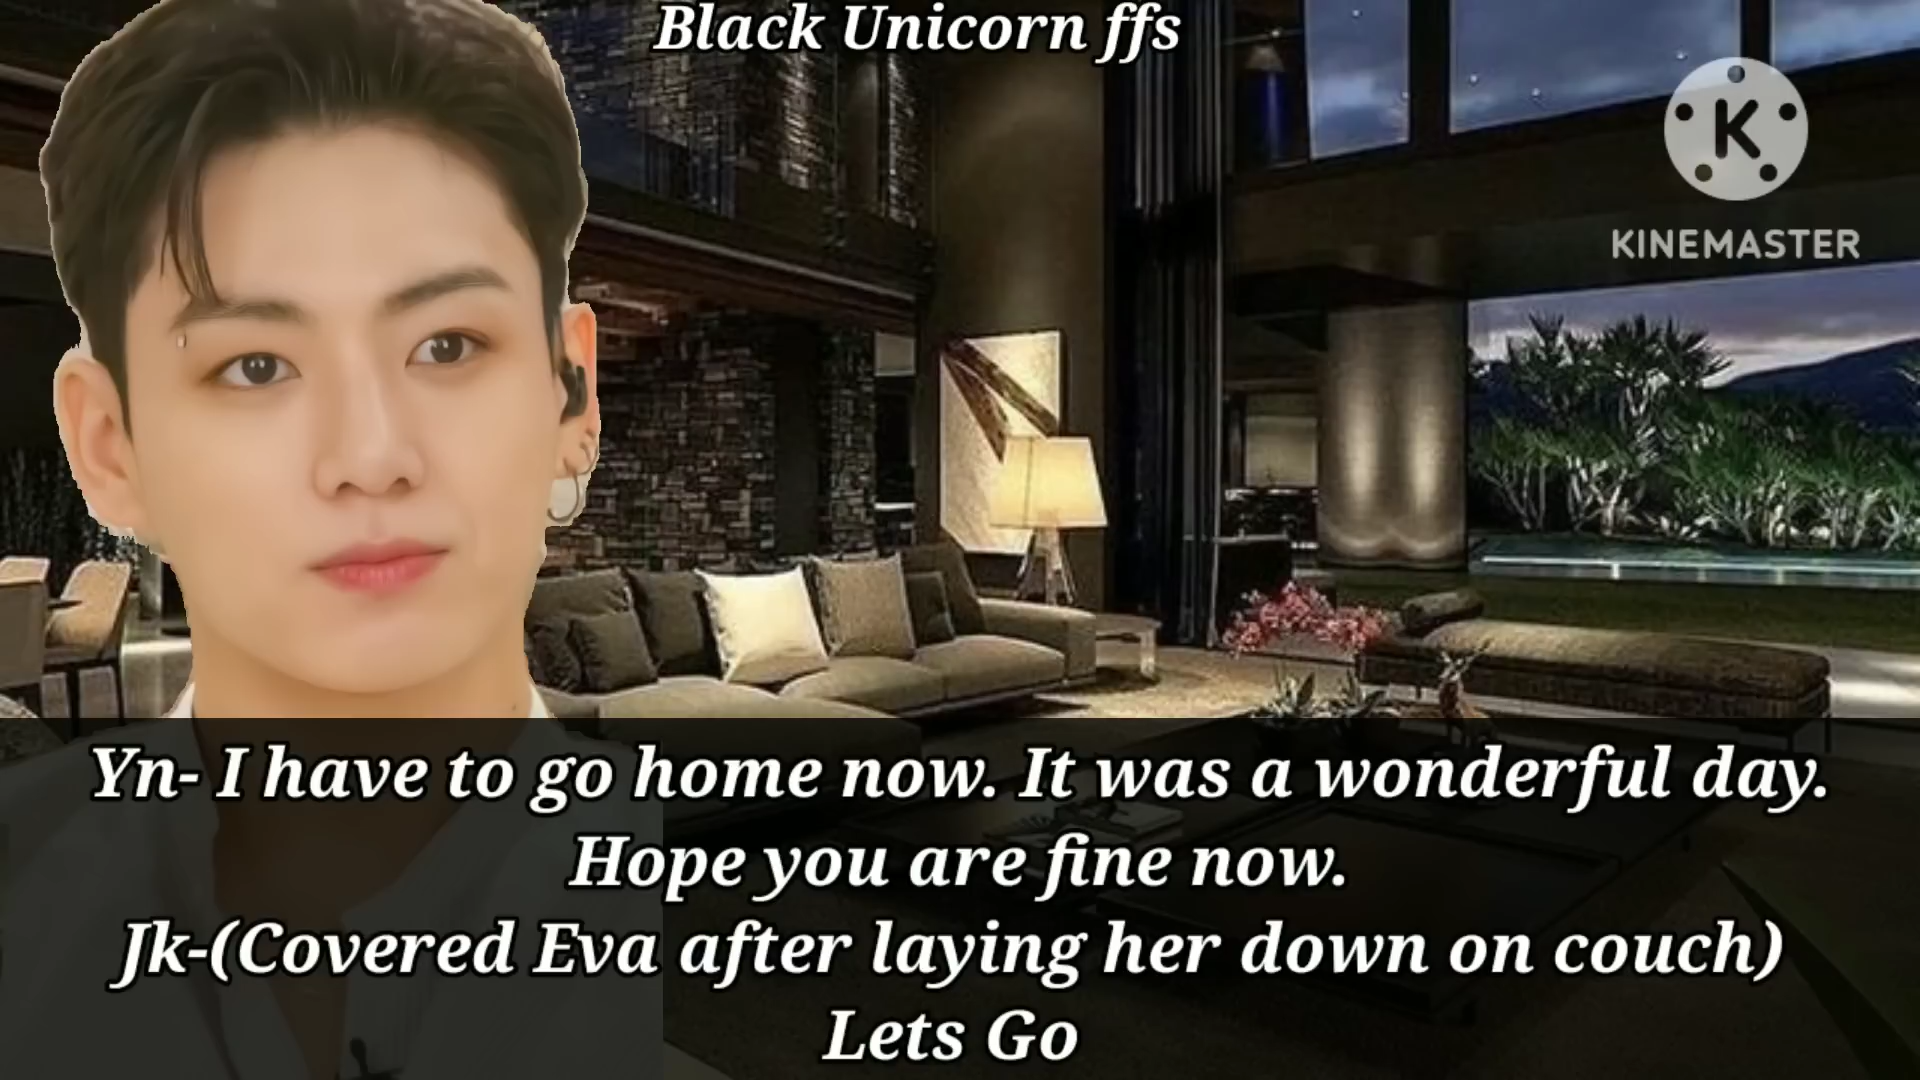 Black Unicorn ffs
K
KINEMASTER
Yn- I have to go home now. It was a wonderful day.
Hope you are fine now.
Jk-(Covered Eva after laying her down on couch)
Lets Go